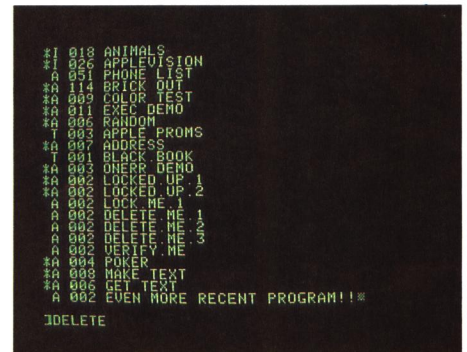 *I 018 ANIMALS
*I 026 APPLEVISION
A 051 PHONE LIST
*A 114 BRICK OUT
*A 009 COLOR TEST
*A 011 EXEC DEMO
*A 006 RANDOM
T 003 APPLE PROMS
*A 007 ADDRESS
T 001 BLACK.BOOK
*A 003 ONERR DEMO
*A 002 LOCKED.UP.1
*A 002 LOCKED.UP.2
A 002 LOCK.ME.1
A 002 DELETE.ME.1
A 002 DELETE.ME.2
A 002 DELETE.ME.3
A 002 VERIFY.ME
*A 004 POKER
*A 008 MAKE TEXT
*A 006 GET TEXT
A 002 EVEN MORE RECENT PROGRAM!!※
]DELETE